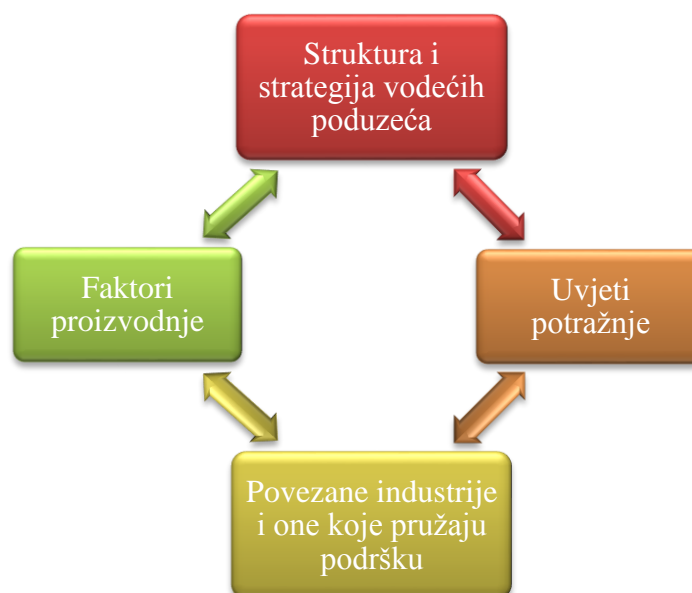 Struktura i
strategija vodećih
poduzeća
Faktori
proizvodnje
Uvjeti
potražnje
Povezane industrije
i one koje pružaju
podršku